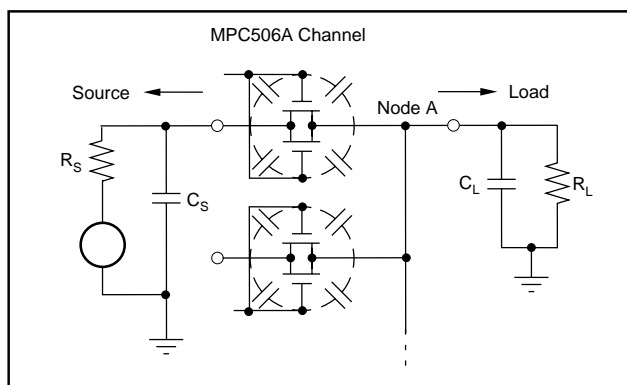 MPC506A Channel
Source
Node A
Load
R_S
C_S
C_L
R_L